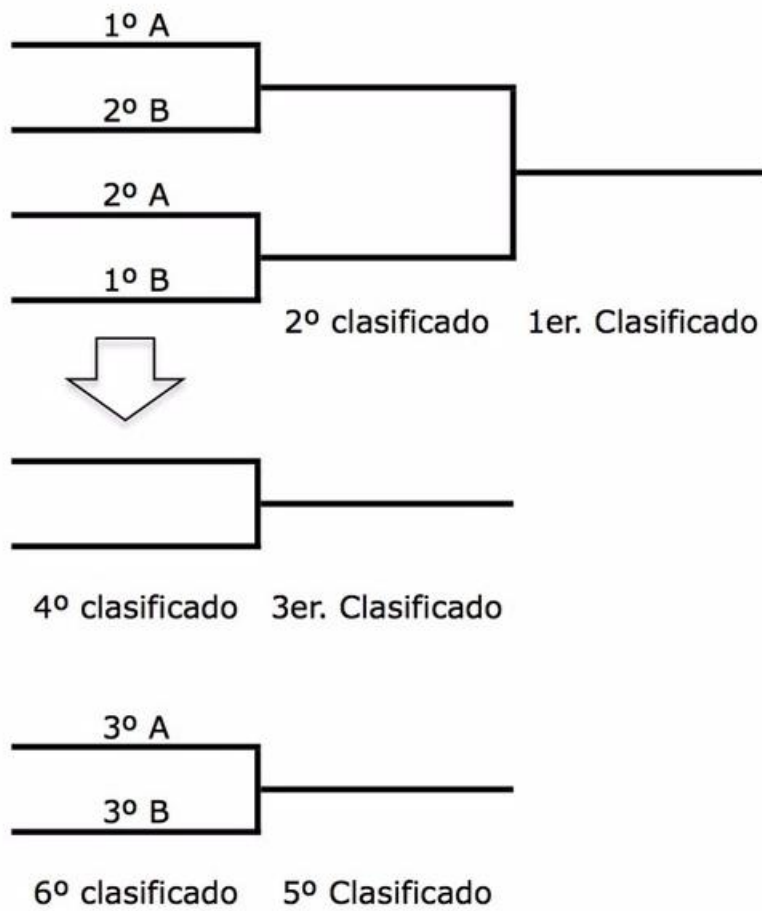 1º A
2º B
2º A
1º B
2º clasificado 1er. Clasificado
4º clasificado 3er. Clasificado
3º A
3º B
6º clasificado 5º Clasificado